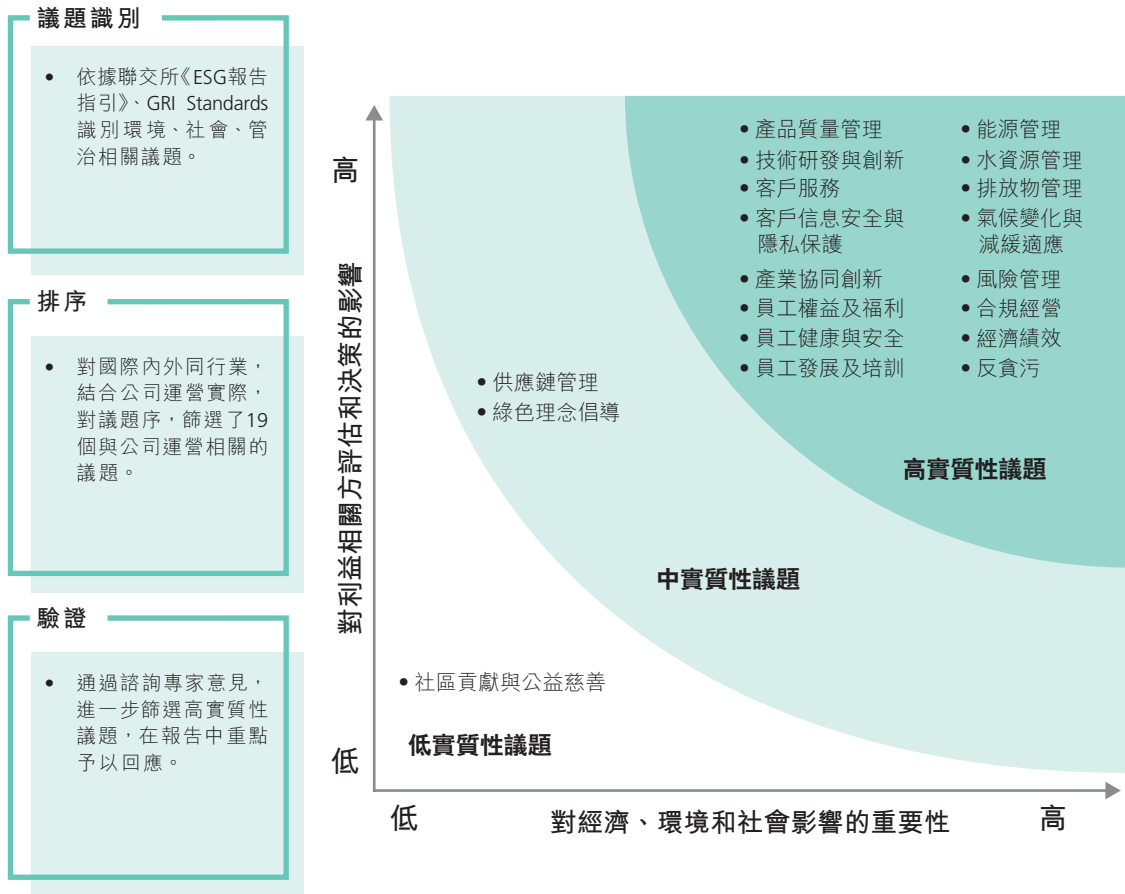 議題識別
• 依據聯交所《ESG報告
指引》、GRI Standards
識別環境、社會、管
治相關議題。
排序
• 對國際內外同行業，
結合公司運營實際，
對議題序，篩選了19
個與公司運營相關的
議題。
驗證
• 通過諮詢專家意見，
進一步篩選高實質性
議題，在報告中重點
予以回應。
對利益相關方評估和決策的影響
高
低
• 產品質量管理
• 技術研發與創新
• 客戶服務
• 客戶信息安全與
隱私保護
• 產業協同創新
• 員工權益及福利
• 員工健康與安全
• 員工發展及培訓
• 能源管理
• 水資源管理
• 排放物管理
• 氣候變化與
減緩適應
• 風險管理
• 合規經營
• 經濟績效
• 反貪污
高實質性議題
• 供應鏈管理
• 綠色理念倡導
中實質性議題
• 社區貢獻與公益慈善
低實質性議題
低
對經濟、環境和社會影響的重要性
高